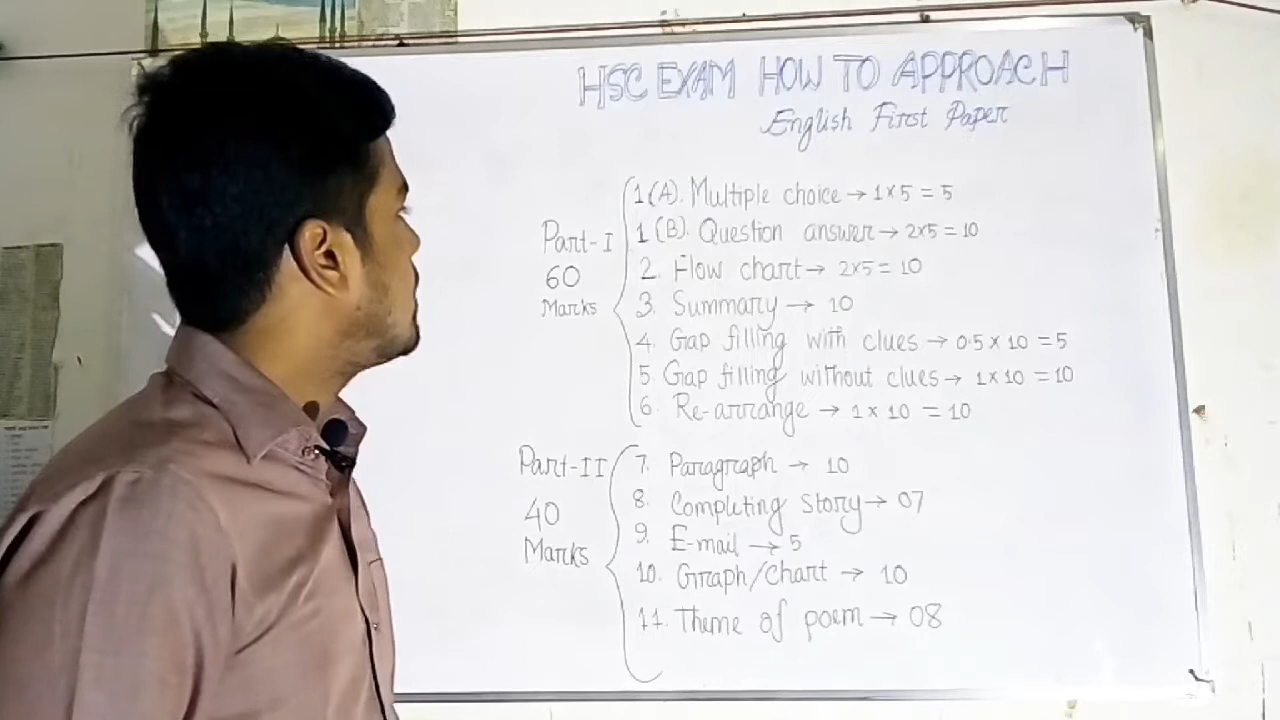 HSC EXAM HOW TO APPROACH
English First Paper
Part-I
60
Marks
1(A). Multiple choice → 1×5 = 5
1(B). Question answer → 2×5 = 10
2. Flow chart → 2×5 = 10
3. Summary → 10
4. Gap filling with clues → 0.5 × 10 = 5
5. Gap filling without clues → 1×10 = 10
6. Re-arrange → 1 × 10 = 10
Part-II
40
Marks
7. Paragraph → 10
8. Completing story → 07
9. E-mail → 5
10. Graph/Chart → 10
11. Theme of poem → 08